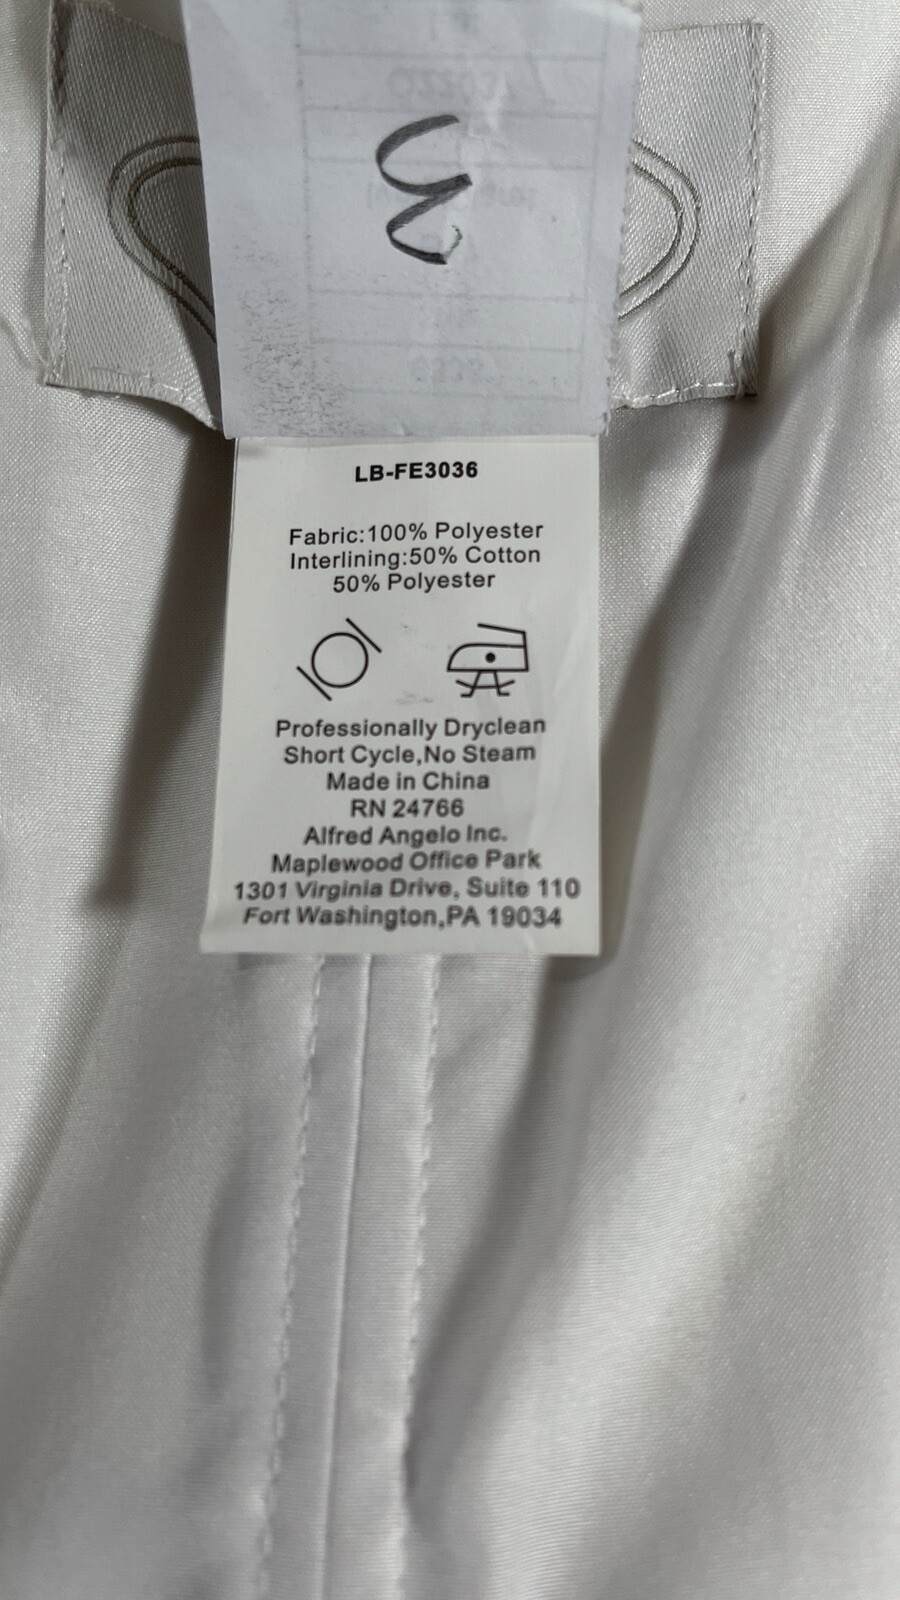 3
LB-FE3036
Fabric:100% Polyester
Interlining:50% Cotton
50% Polyester
Professionally Dryclean
Short Cycle,No Steam
Made in China
RN 24766
Alfred Angelo Inc.
Maplewood Office Park
1301 Virginia Drive, Suite 110
Fort Washington,PA 19034